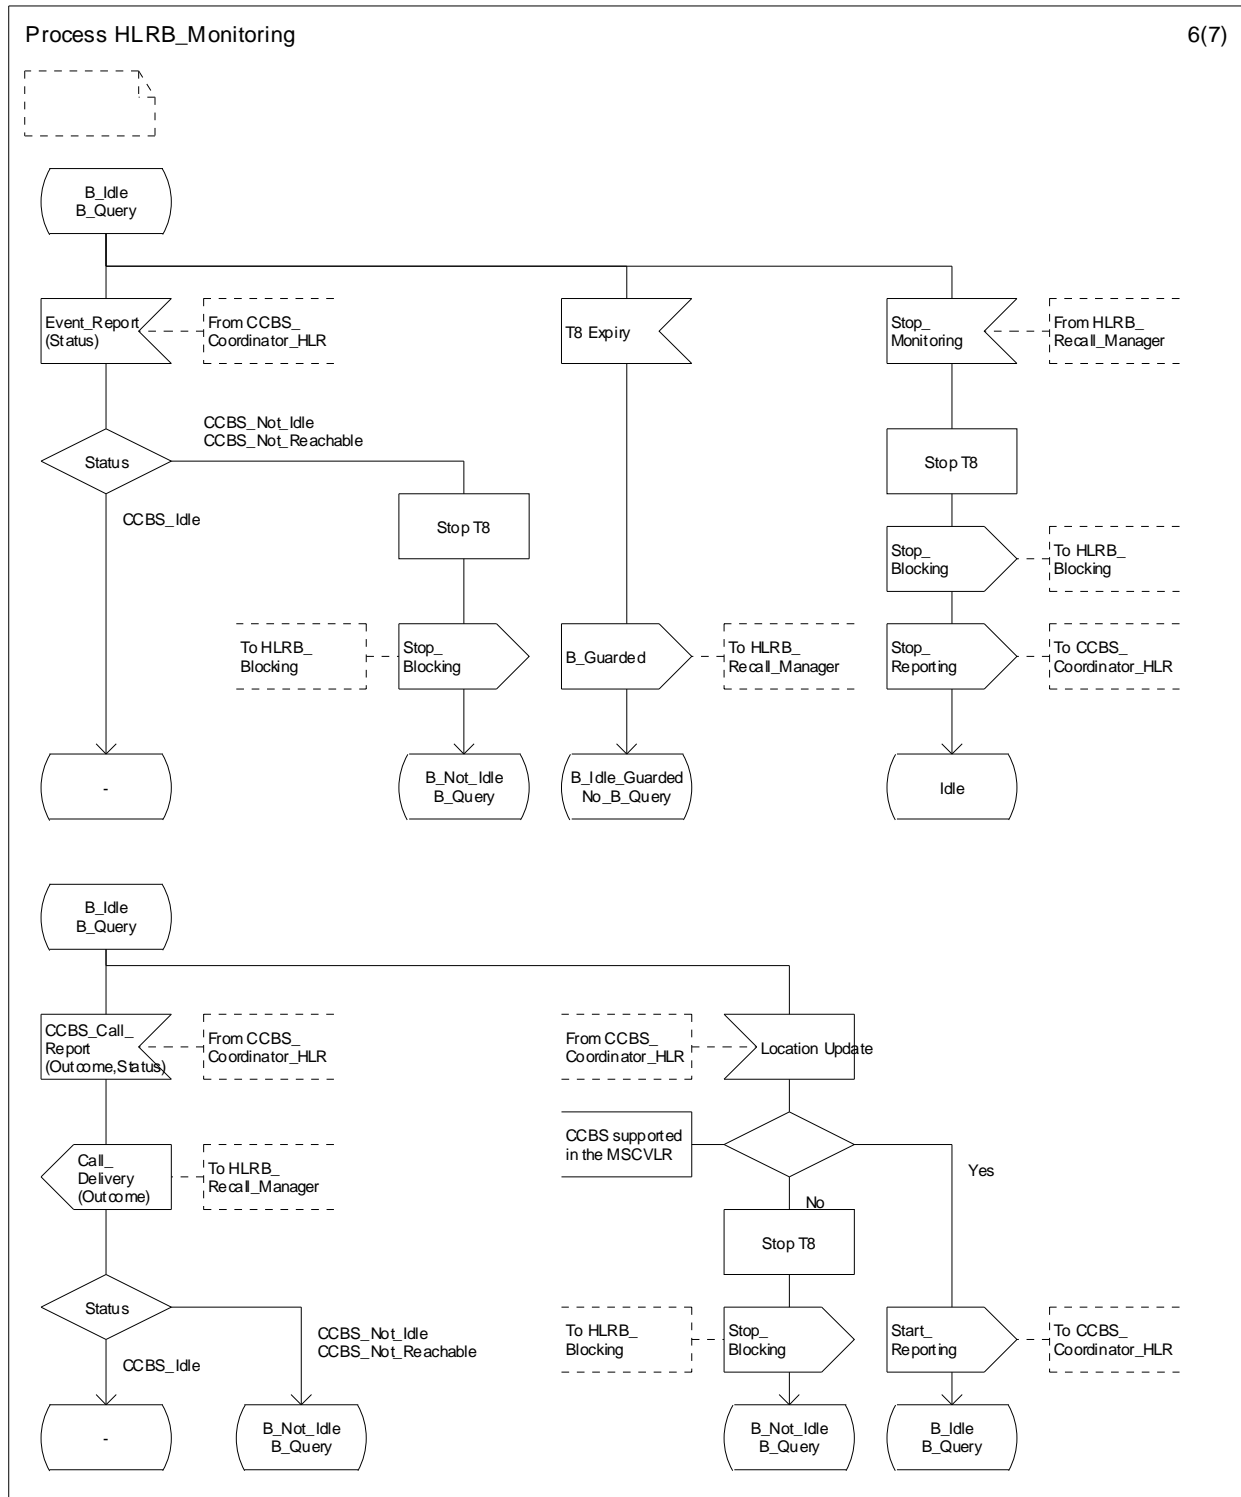 Process HLRB_Monitoring
6(7)
B_Idle
B_Query
Event_Report
(Status)
From CCBS_
Coordinator_HLR
T8 Expiry
Stop_
Monitoring
From HLRB_
Recall_Manager
CCBS_Not_Idle
CCBS_Not_Reachable
Status
Stop T8
CCBS_Idle
Stop T8
Stop_
Blocking
To HLRB_
Blocking
To HLRB_
Blocking
Stop_
Blocking
B_Guarded
To HLRB_
Recall_Manager
Stop_
Reporting
To CCBS_
Coordinator_HLR
-
B_Not_Idle
B_Query
B_Idle_Guarded
No_B_Query
Idle
B_Idle
B_Query
CCBS_Call_
Report
(Outcome,Status)
From CCBS_
Coordinator_HLR
From CCBS_
Coordinator_HLR
Location Update
CCBS supported
in the MSCVLR
Yes
No
Call_
Delivery
(Outcome)
To HLRB_
Recall_Manager
Stop T8
Status
CCBS_Not_Idle
CCBS_Not_Reachable
CCBS_Idle
To HLRB_
Blocking
Stop_
Blocking
Start_
Reporting
To CCBS_
Coordinator_HLR
-
B_Not_Idle
B_Query
B_Not_Idle
B_Query
B_Idle
B_Query